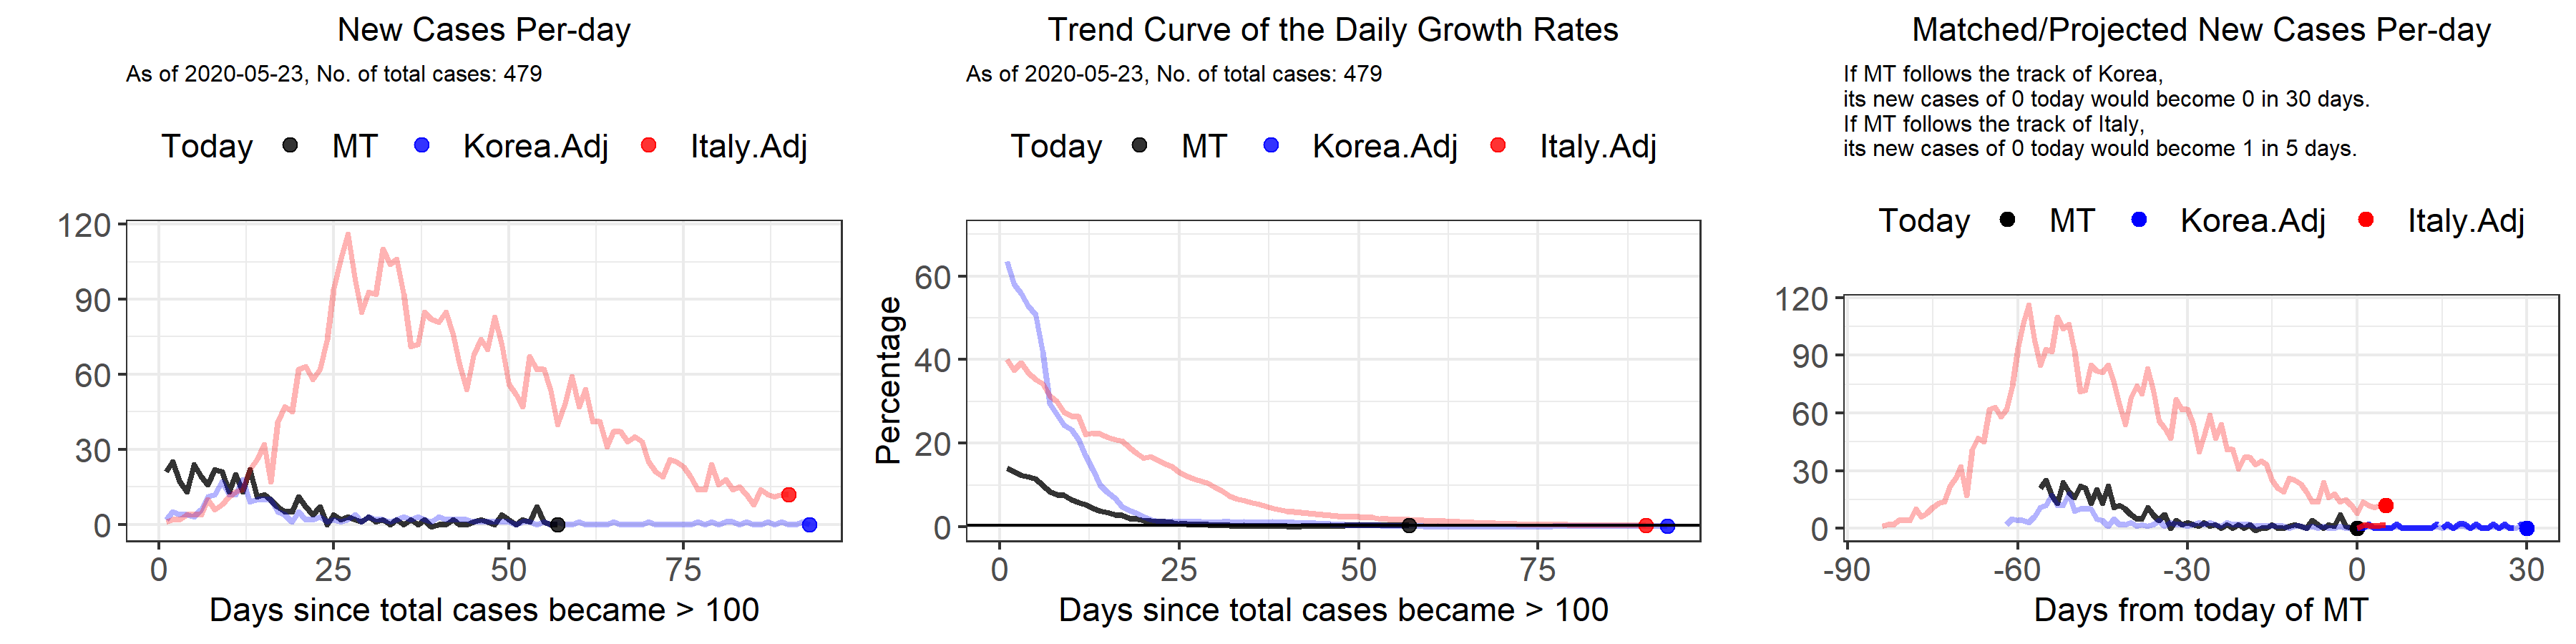 New Cases Per-day
As of 2020-05-23, No. of total cases: 479
Today MT Korea.Adj Italy.Adj
120
90
60
30
0
0 25 50 75
Days since total cases became > 100
Trend Curve of the Daily Growth Rates
As of 2020-05-23, No. of total cases: 479
Today MT Korea.Adj Italy.Adj
Percentage
60
40
20
0
0 25 50 75
Days since total cases became > 100
Matched/Projected New Cases Per-day
If MT follows the track of Korea,
its new cases of 0 today would become 0 in 30 days.
If MT follows the track of Italy,
its new cases of 0 today would become 1 in 5 days.
Today MT Korea.Adj Italy.Adj
120
90
60
30
0
-90 -60 -30 0 30
Days from today of MT